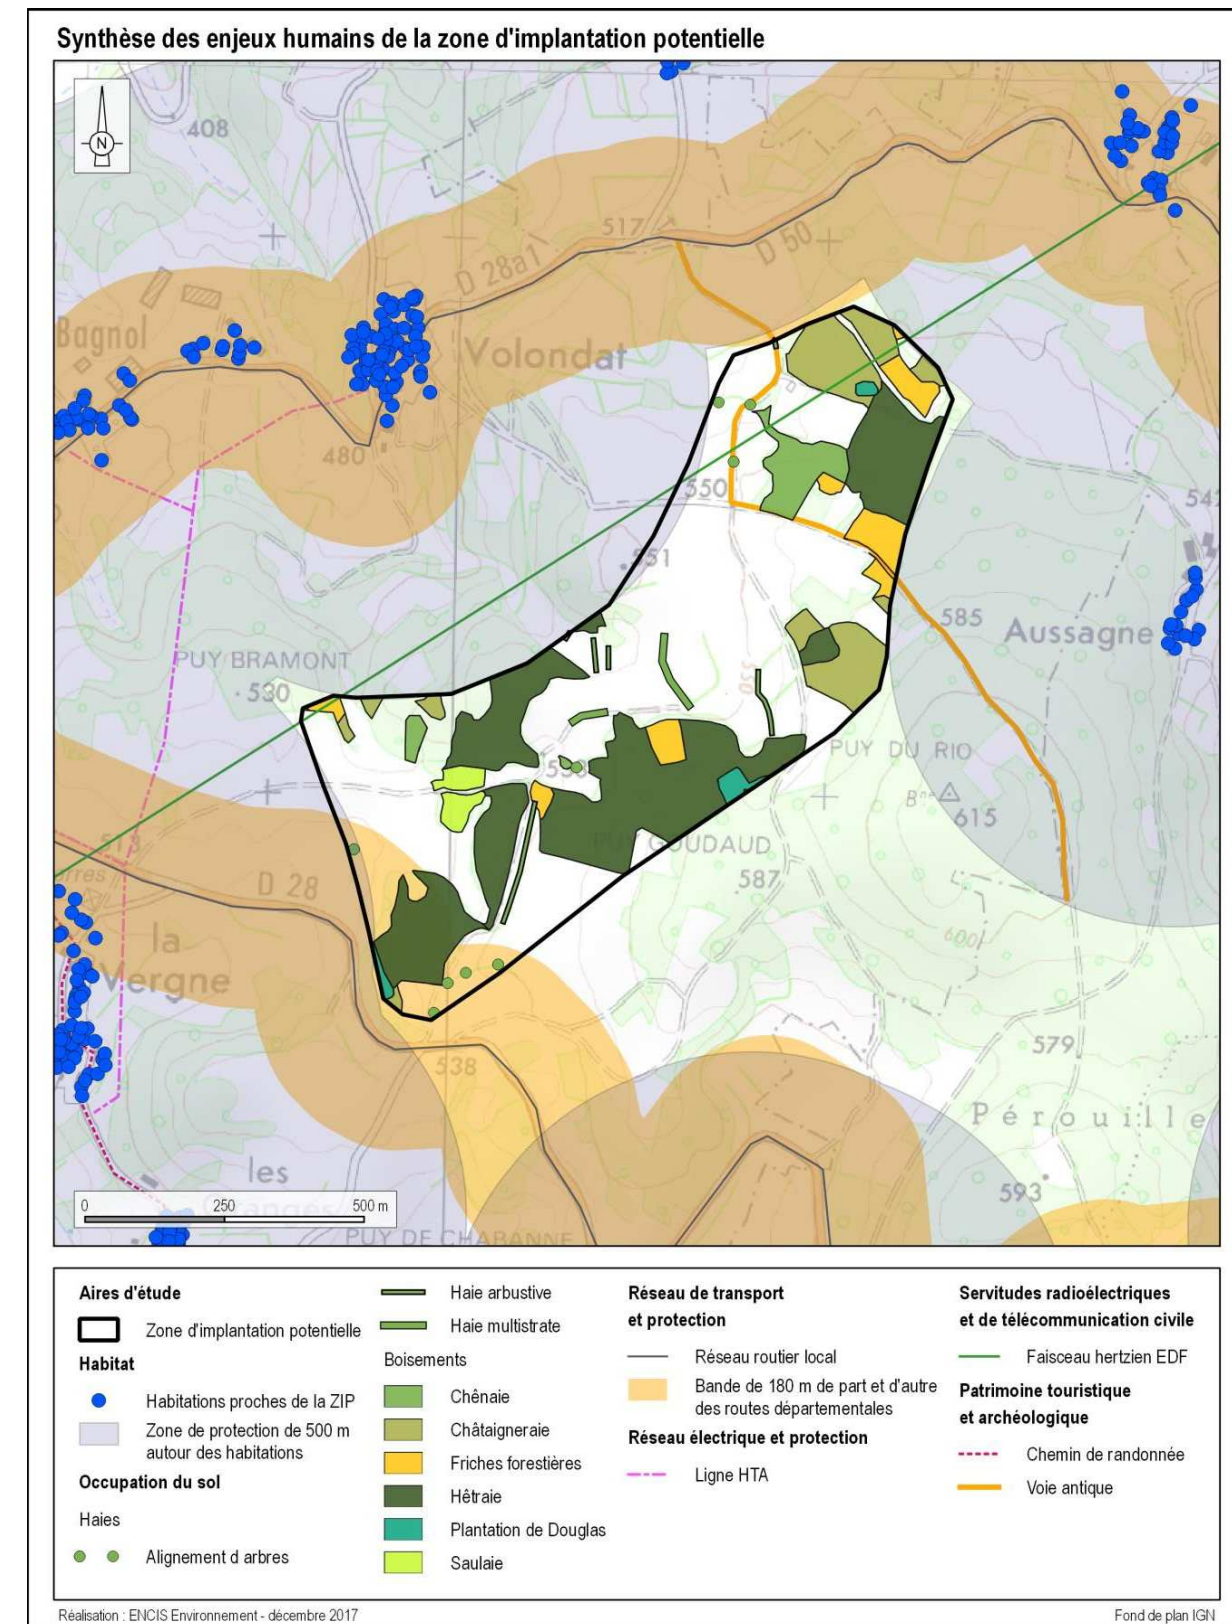 Synthèse des enjeux humains de la zone d'implantation potentielle
N
408
517
D 28a1
D 50
Bagnol
Volondat
480
550
542
551
585
Aussagne
PUY BRAMONT
530
550
PUY DU RIO
513
615
PUY GOUDAUD
D 28
587
la
Vergne
600
538
579
Pérouille
les
Granges
593
PUY DE CHABANNE
0 250 500 m
Aires d'étude
Zone d'implantation potentielle
Habitat
Habitations proches de la ZIP
Zone de protection de 500 m
autour des habitations
Occupation du sol
Haies
Alignement d arbres
Haie arbustive
Haie multistrate
Boisements
Chênaie
Châtaigneraie
Friches forestières
Hêtraie
Plantation de Douglas
Saulaie
Réseau de transport
et protection
Réseau routier local
Bande de 180 m de part et d'autre
des routes départementales
Réseau électrique et protection
Ligne HTA
Servitudes radioélectriques
et de télécommunication civile
Faisceau hertzien EDF
Patrimoine touristique
et archéologique
Chemin de randonnée
Voie antique
Réalisation : ENCIS Environnement - décembre 2017
Fond de plan IGN